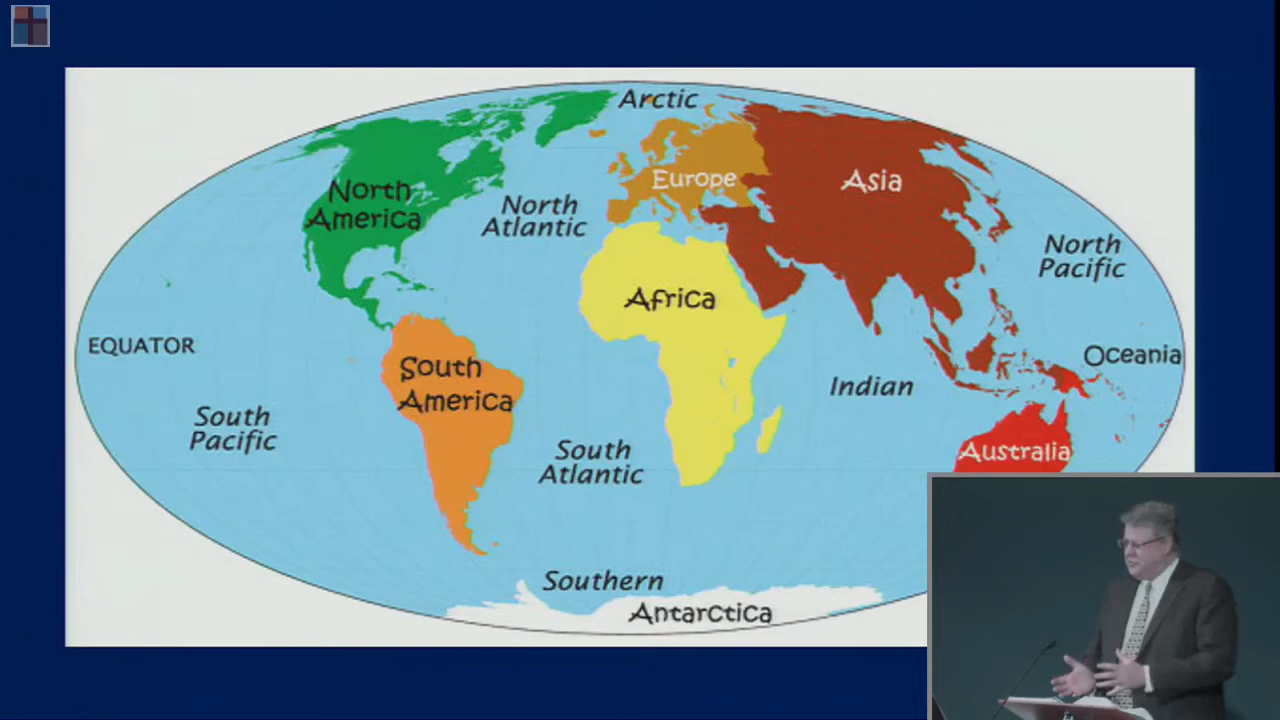 Arctic
North
America
Europe
Asia
North
Atlantic
North
Pacific
Africa
EQUATOR
Oceania
South
America
Indian
South
Pacific
South
Atlantic
Australia
Southern
Antarctica